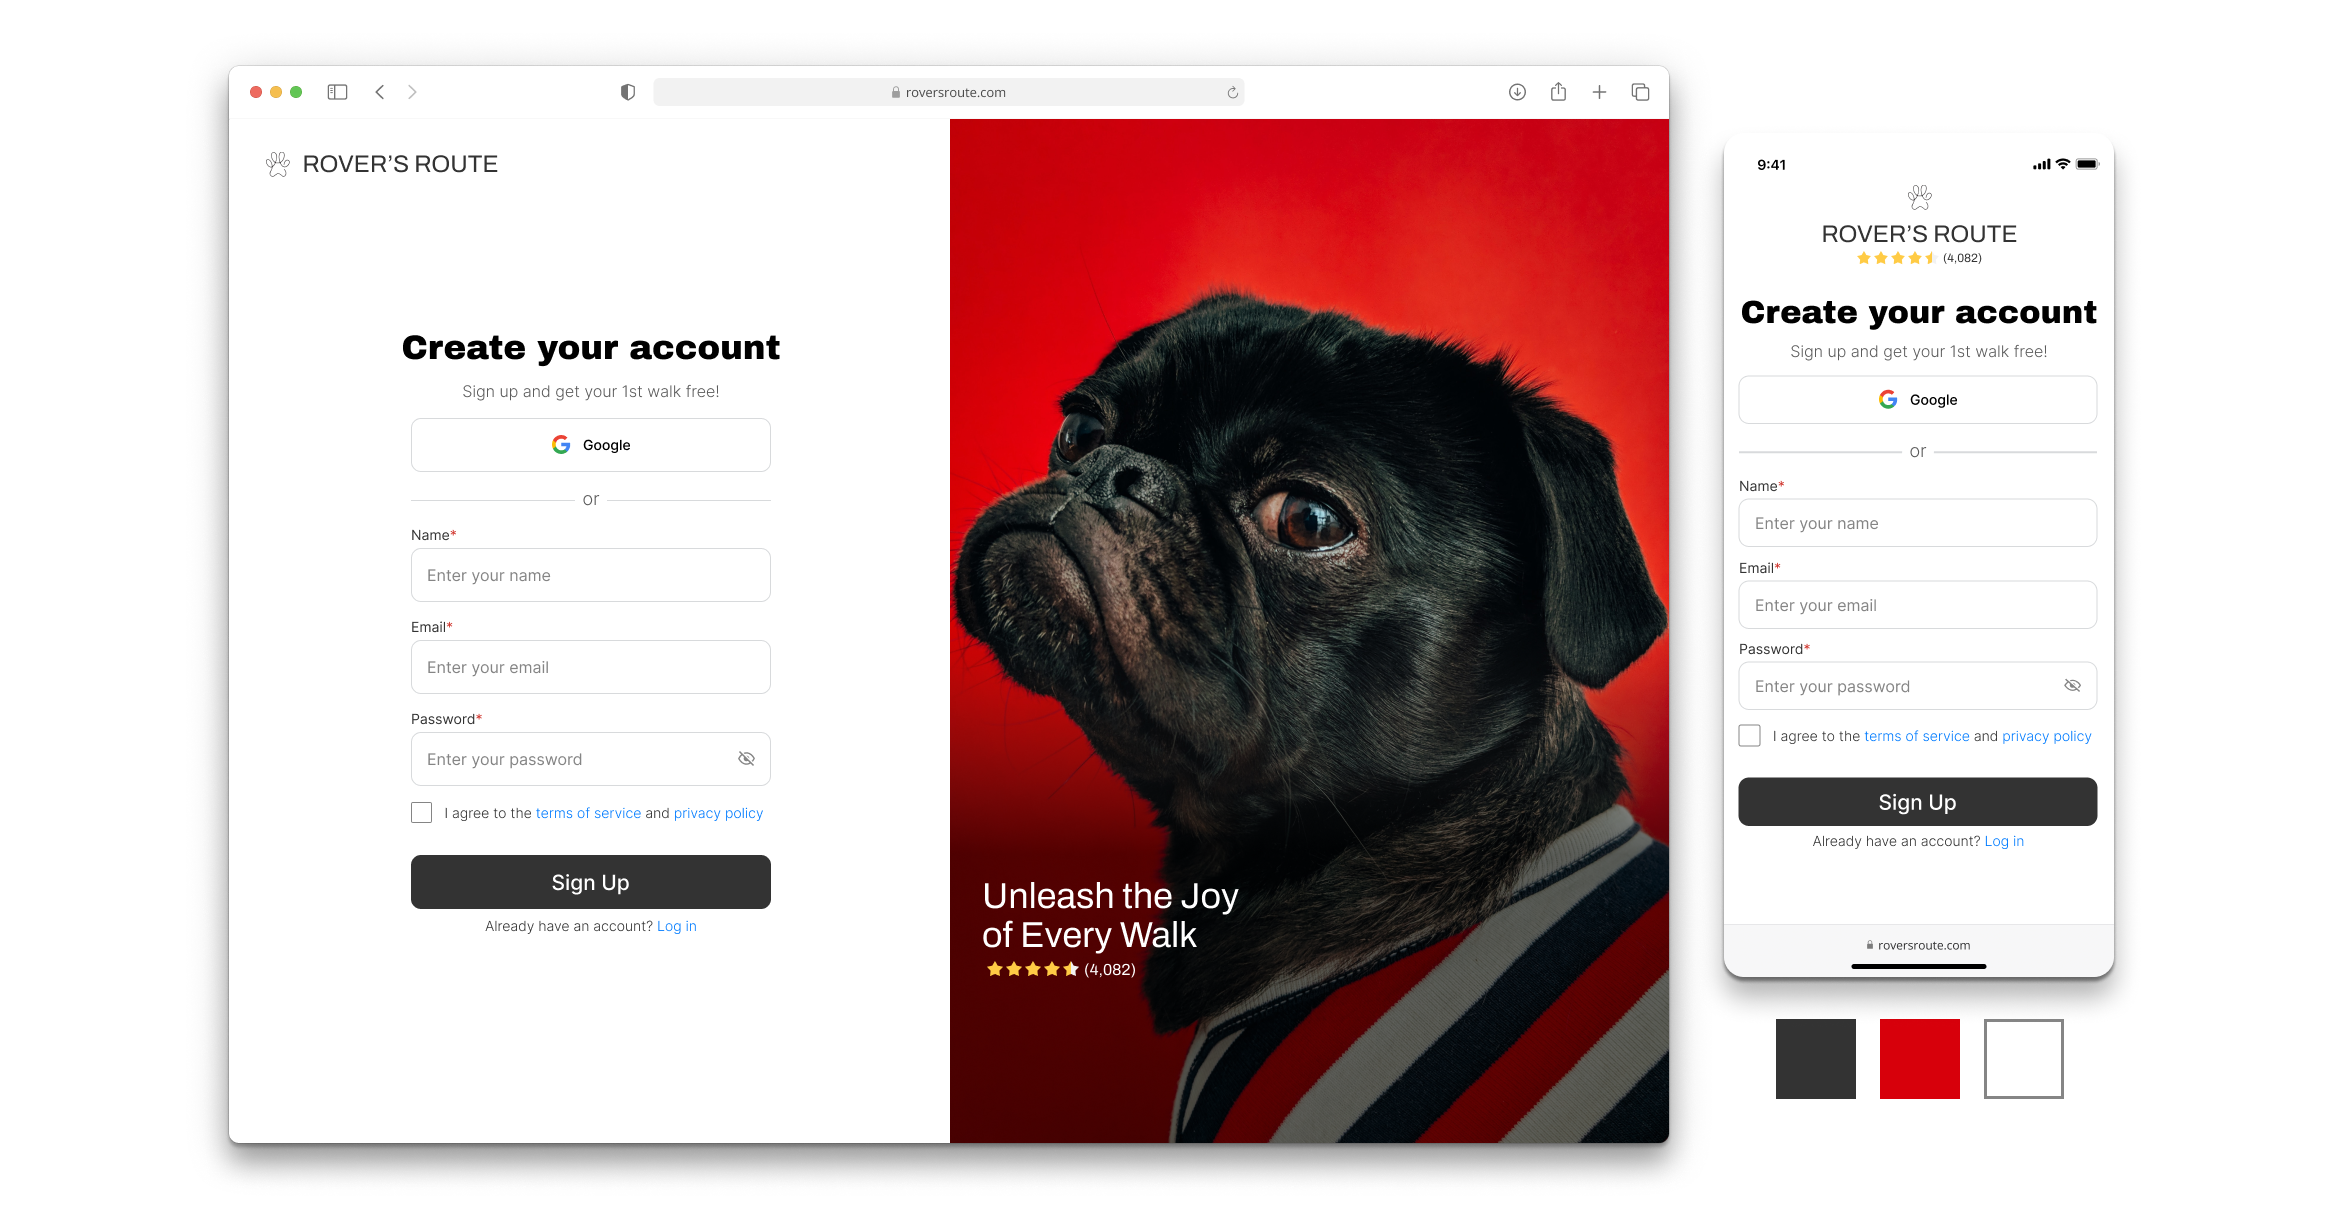 roversroute.com
ROVER'S ROUTE
Create your account
Sign up and get your 1st walk free!
Google
or
Name*
Enter your name
Email*
Enter your email
Password*
Enter your password
I agree to the terms of service and privacy policy
Sign Up
Already have an account? Log in
Unleash the Joy
of Every Walk
(4,082)
9:41
ROVER'S ROUTE
(4,082)
Create your account
Sign up and get your 1st walk free!
Google
or
Name*
Enter your name
Email*
Enter your email
Password*
Enter your password
I agree to the terms of service and privacy policy
Sign Up
Already have an account? Log in
roversroute.com